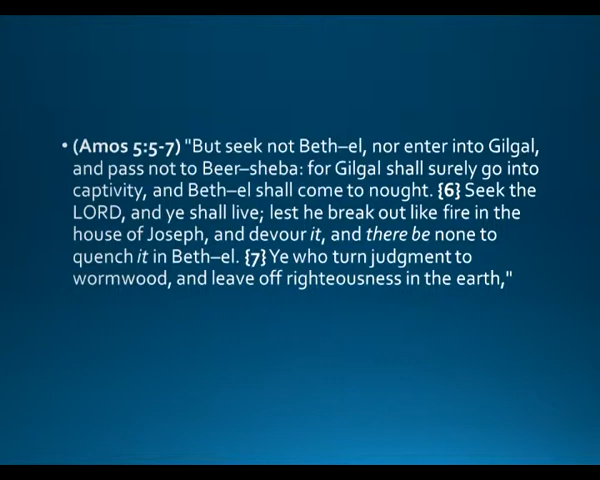 • (Amos 5:5-7) "But seek not Beth–el, nor enter into Gilgal,
and pass not to Beer–sheba: for Gilgal shall surely go into
captivity, and Beth–el shall come to nought. {6} Seek the
LORD, and ye shall live; lest he break out like fire in the
house of Joseph, and devour it, and there be none to
quench it in Beth–el. {7} Ye who turn judgment to
wormwood, and leave off righteousness in the earth,"